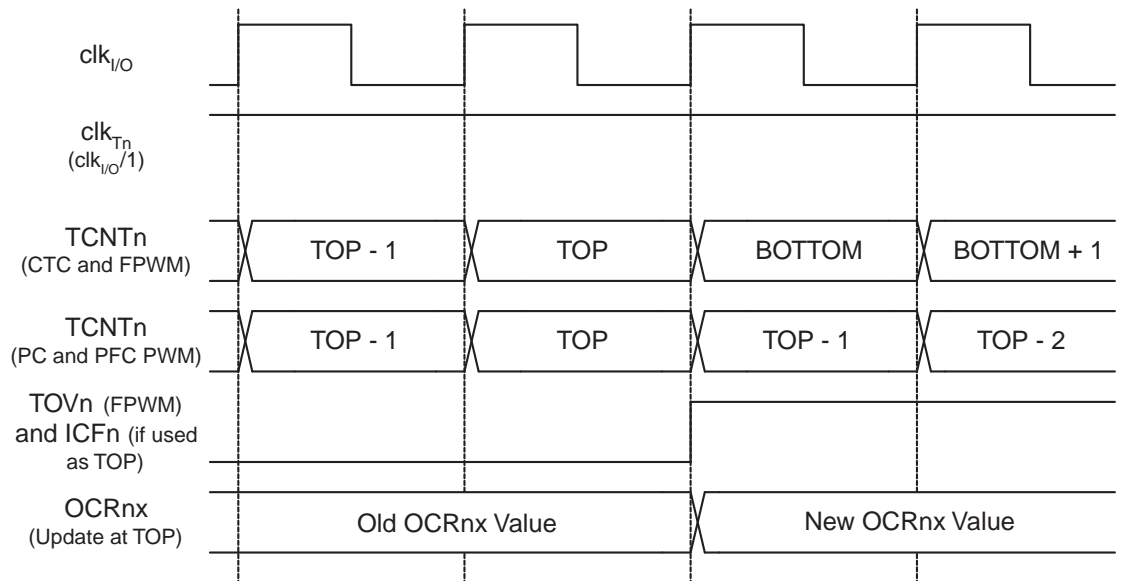 clkI/O
clkTn
(clkI/O/1)
TCNTn
(CTC and FPWM)
TOP - 1
TOP
BOTTOM
BOTTOM + 1
TCNTn
(PC and PFC PWM)
TOP - 1
TOP
TOP - 1
TOP - 2
TOVn (FPWM)
and ICFn (if used
as TOP)
OCRnx
(Update at TOP)
Old OCRnx Value
New OCRnx Value